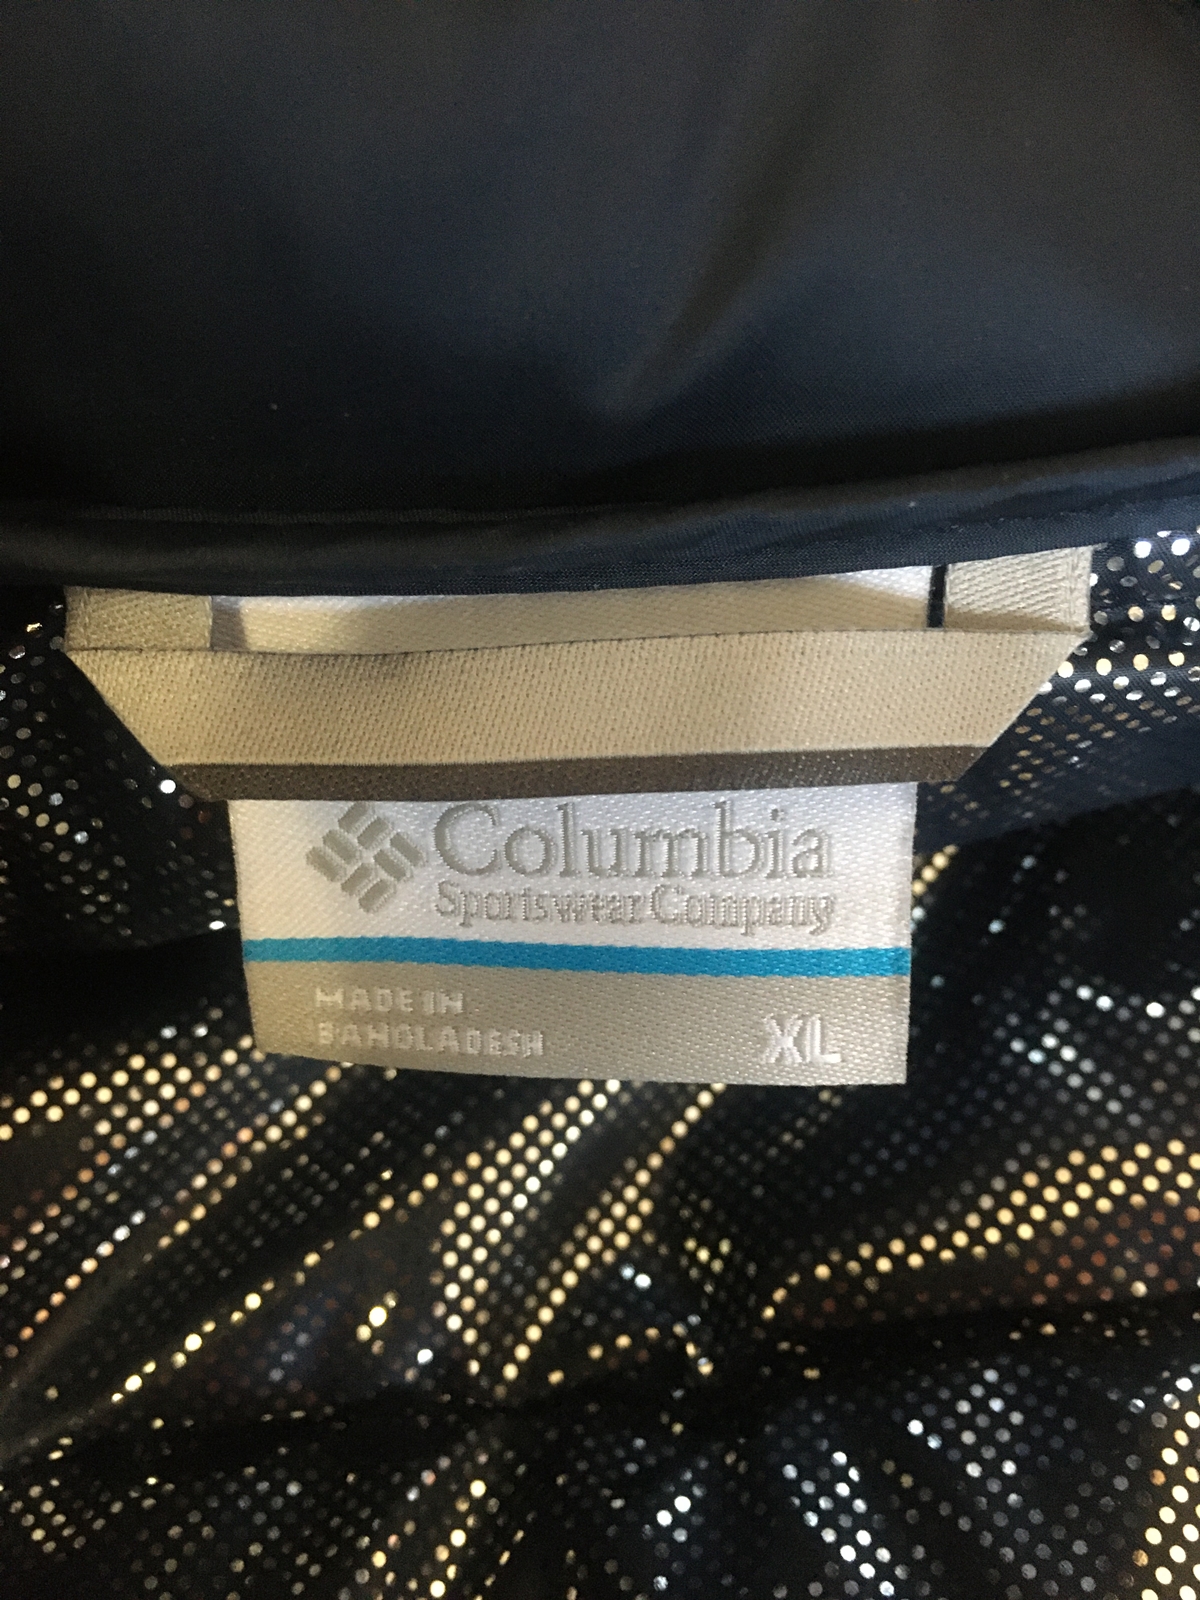 Columbia
Sportswear Company
MADE IN
BANGLADESH
XL